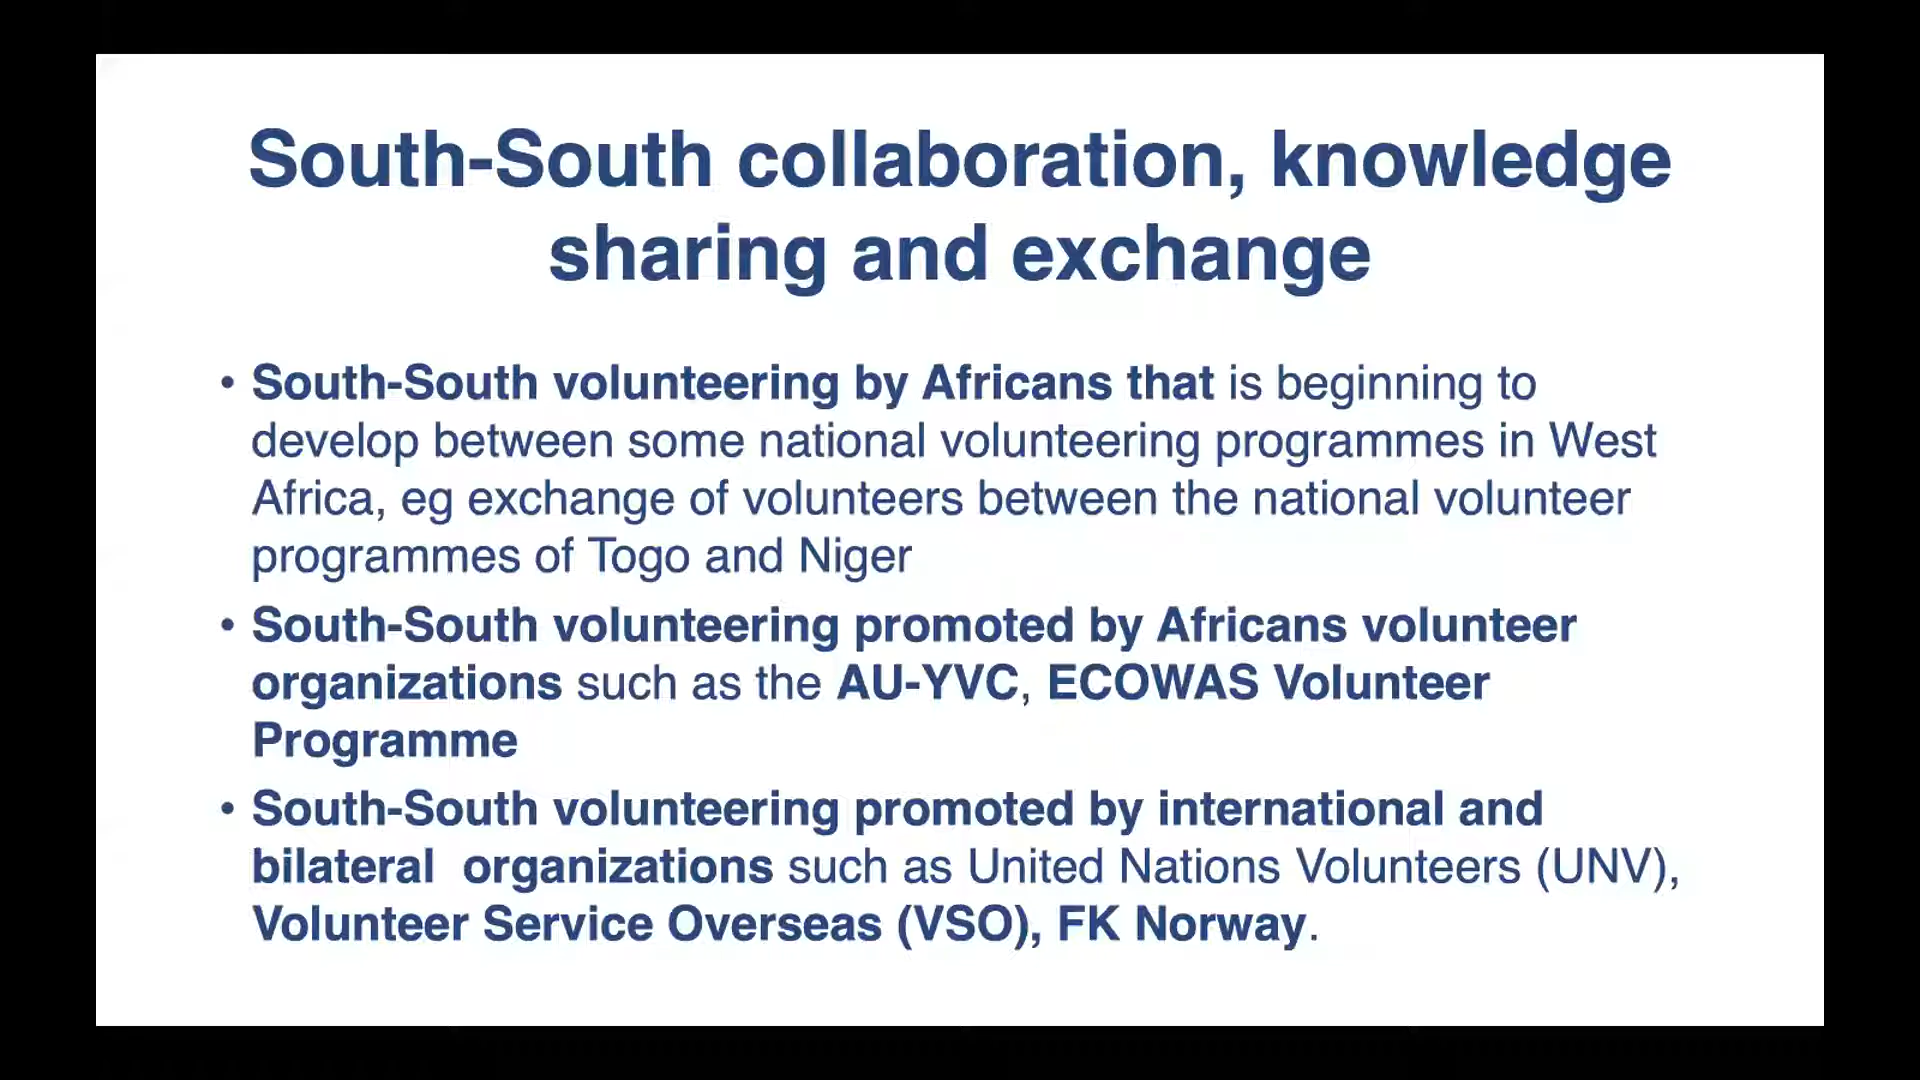 South-South collaboration, knowledge
sharing and exchange
• South-South volunteering by Africans that is beginning to
develop between some national volunteering programmes in West
Africa, eg exchange of volunteers between the national volunteer
programmes of Togo and Niger
• South-South volunteering promoted by Africans volunteer
organizations such as the AU-YVC, ECOWAS Volunteer
Programme
• South-South volunteering promoted by international and
bilateral  organizations such as United Nations Volunteers (UNV),
Volunteer Service Overseas (VSO), FK Norway.